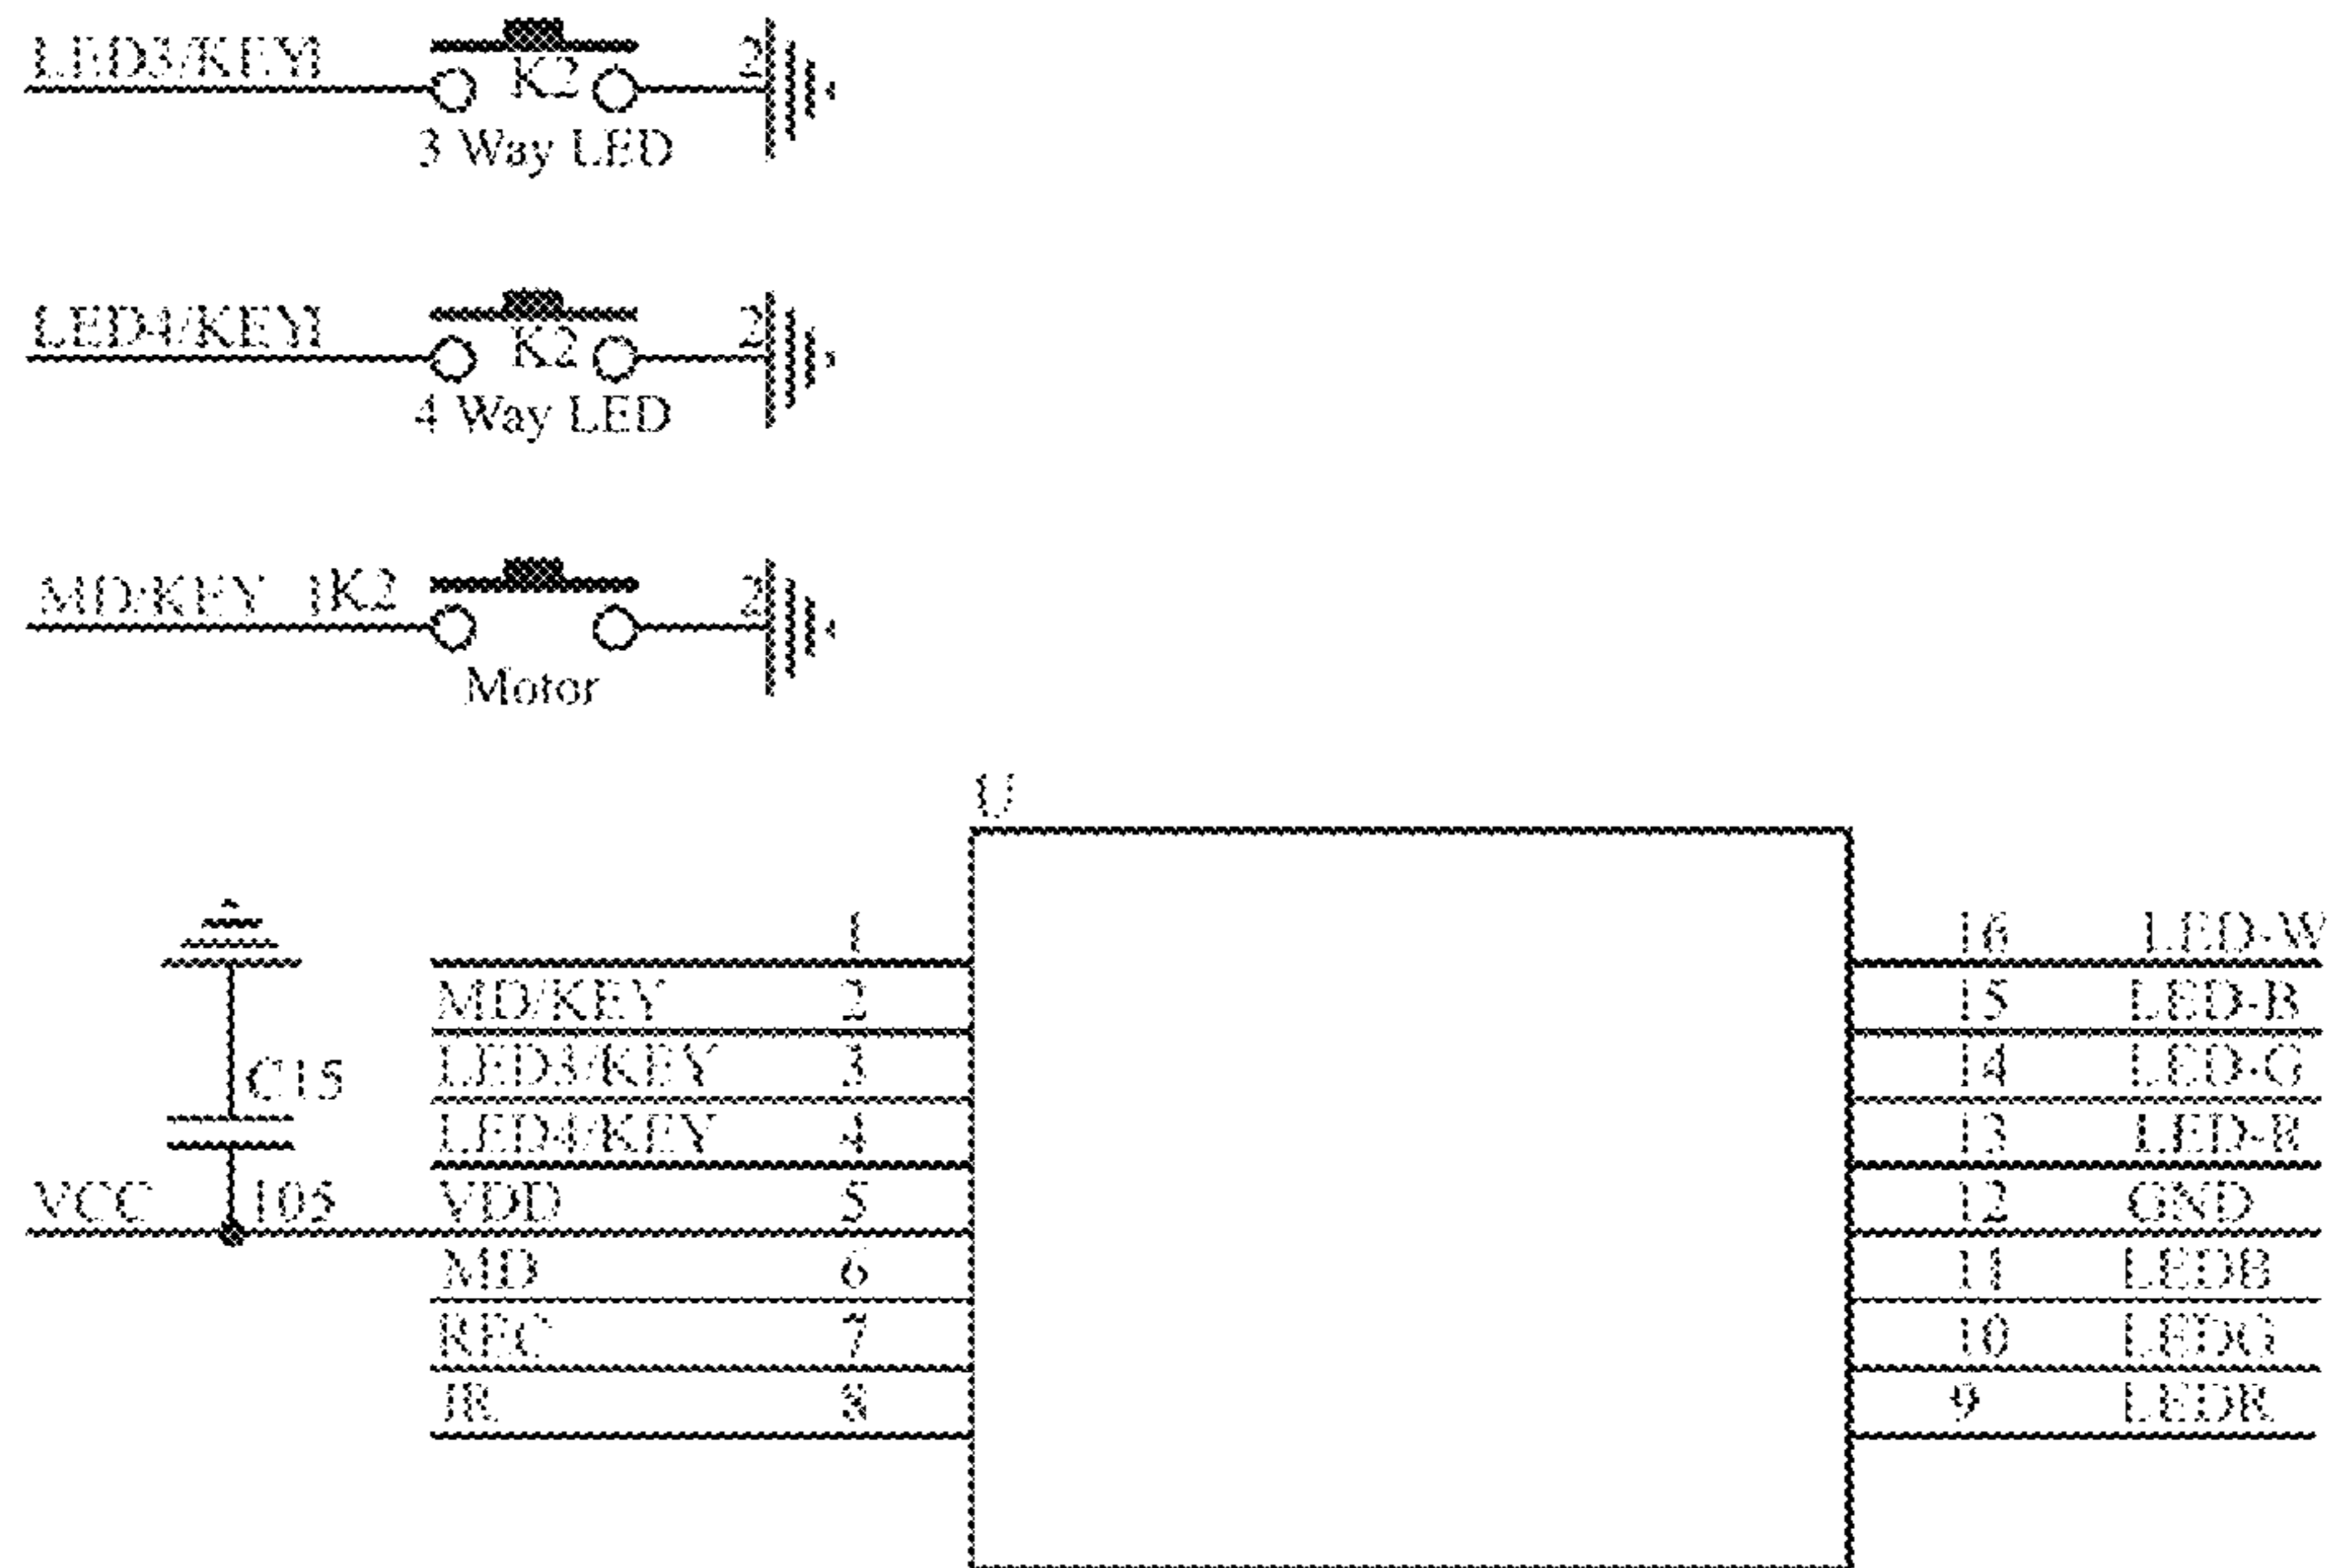 LED3/KEY1 K2 2
3 Way LED
LED4/KEY1 K2 2
4 Way LED
MD/KEY 1K2 2
Motor
U
1 16 LED-W
MD/KEY 2 15 LED-B
C15 LED3/KEY 3 14 LED-G
LED4/KEY 4 13 LED-R
VCC 105 VDD 5 12 GND
MD 6 11 LEDB
REC 7 10 LEDG
IR 8 9 LEDR